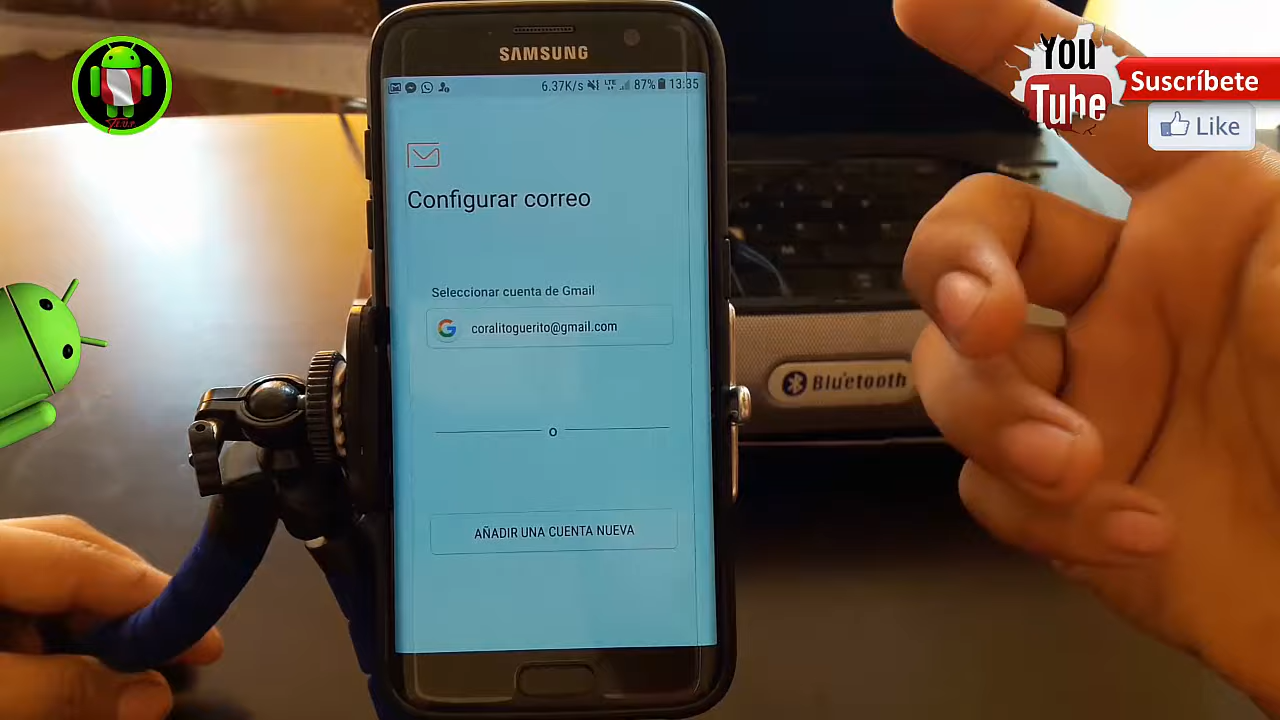 SAMSUNG
6.37K/s LTE 87% 13:35
Configurar correo
Seleccionar cuenta de Gmail
G coralitoguerito@gmail.com
o
AÑADIR UNA CUENTA NUEVA
Bluetooth
You
Tube
Suscríbete
Like